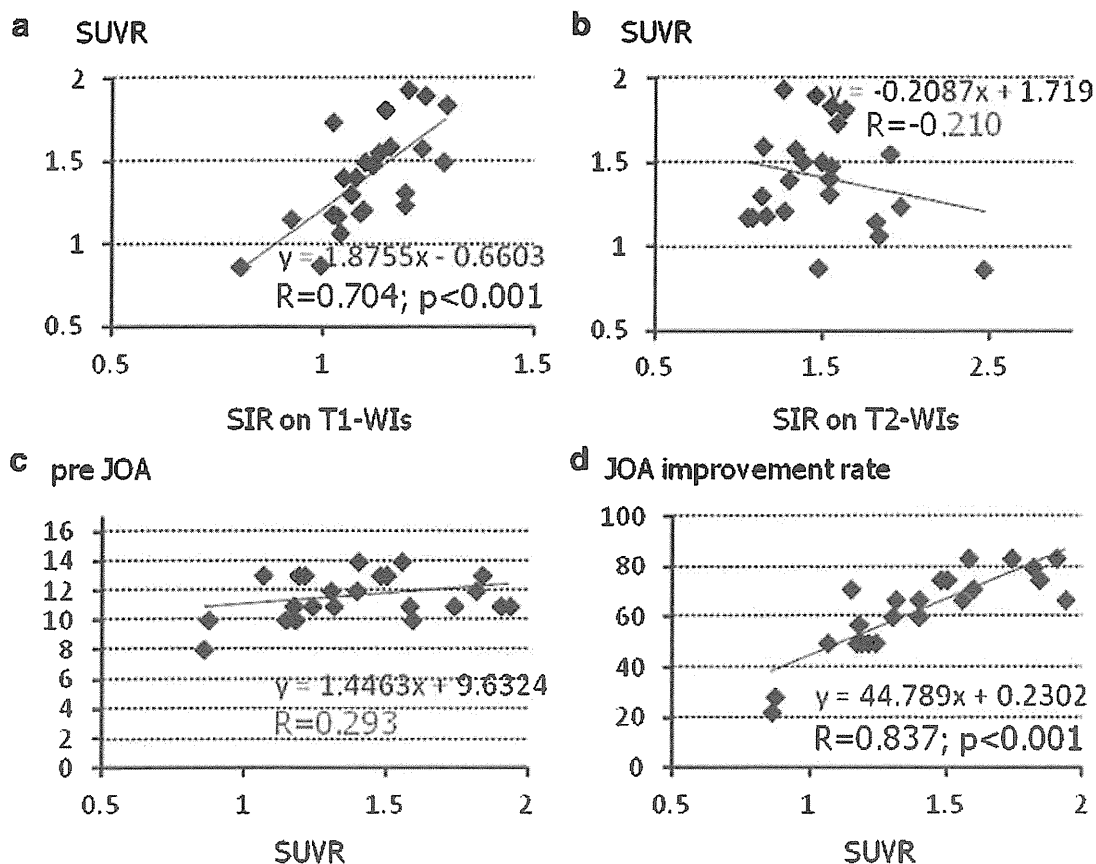 a SUVR
2
1.5
1
0.5
y = 1.8755x - 0.6603
R=0.704; p<0.001
0.5 1 1.5
SIR on T1-WIs
b SUVR
2
1.5
1
0.5
y = -0.2087x + 1.719
R=-0.210
0.5 1.5 2.5
SIR on T2-WIs
c pre JOA
16
14
12
10
8
6
4
2
0
y = 1.4463x + 9.6324
R=0.293
0.5 1 1.5 2
SUVR
d JOA improvement rate
100
80
60
40
20
0
y = 44.789x + 0.2302
R=0.837; p<0.001
0.5 1 1.5 2
SUVR